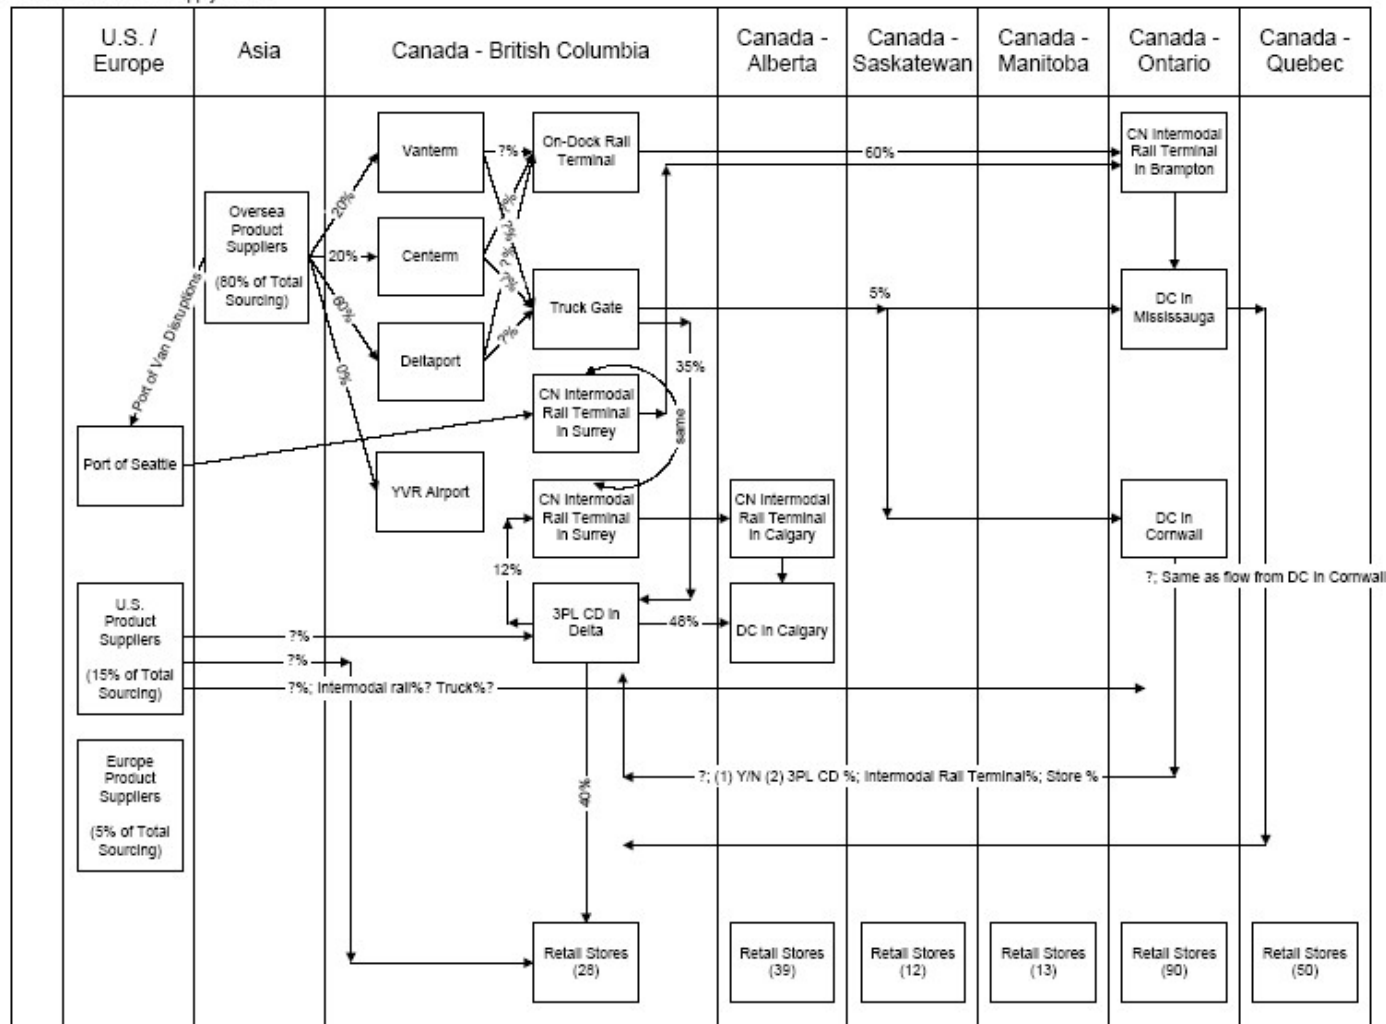 U.S. /
Europe
Asia
Canada - British Columbia
Canada -
Alberta
Canada -
Saskatchewan
Canada -
Manitoba
Canada -
Ontario
Canada -
Quebec
Vanterm
?%
On-Dock Rail
Terminal
60%
CN Intermodal
Rail Terminal
in Brampton
Oversea
Product
Suppliers
(80% of Total
Sourcing)
20%
20%
60%
0%
Centerm
?%
?%
?%
?%
?%
Deltaport
Truck Gate
5%
35%
DC in
Mississauga
Port of Van Disruptions
CN Intermodal
Rail Terminal
in Surrey
same
Port of Seattle
YVR Airport
CN Intermodal
Rail Terminal
in Surrey
CN Intermodal
Rail Terminal
in Calgary
DC in
Cornwall
12%
?; Same as flow from DC in Cornwall
U.S.
Product
Suppliers
(15% of Total
Sourcing)
3PL CD in
Delta
48%
DC in Calgary
?%
?%
?%; Intermodal rail%? Truck%?
Europe
Product
Suppliers
(5% of Total
Sourcing)
?; (1) Y/N (2) 3PL CD %; Intermodal Rail Terminal%; Store %
40%
Retail Stores
(28)
Retail Stores
(39)
Retail Stores
(12)
Retail Stores
(13)
Retail Stores
(90)
Retail Stores
(50)